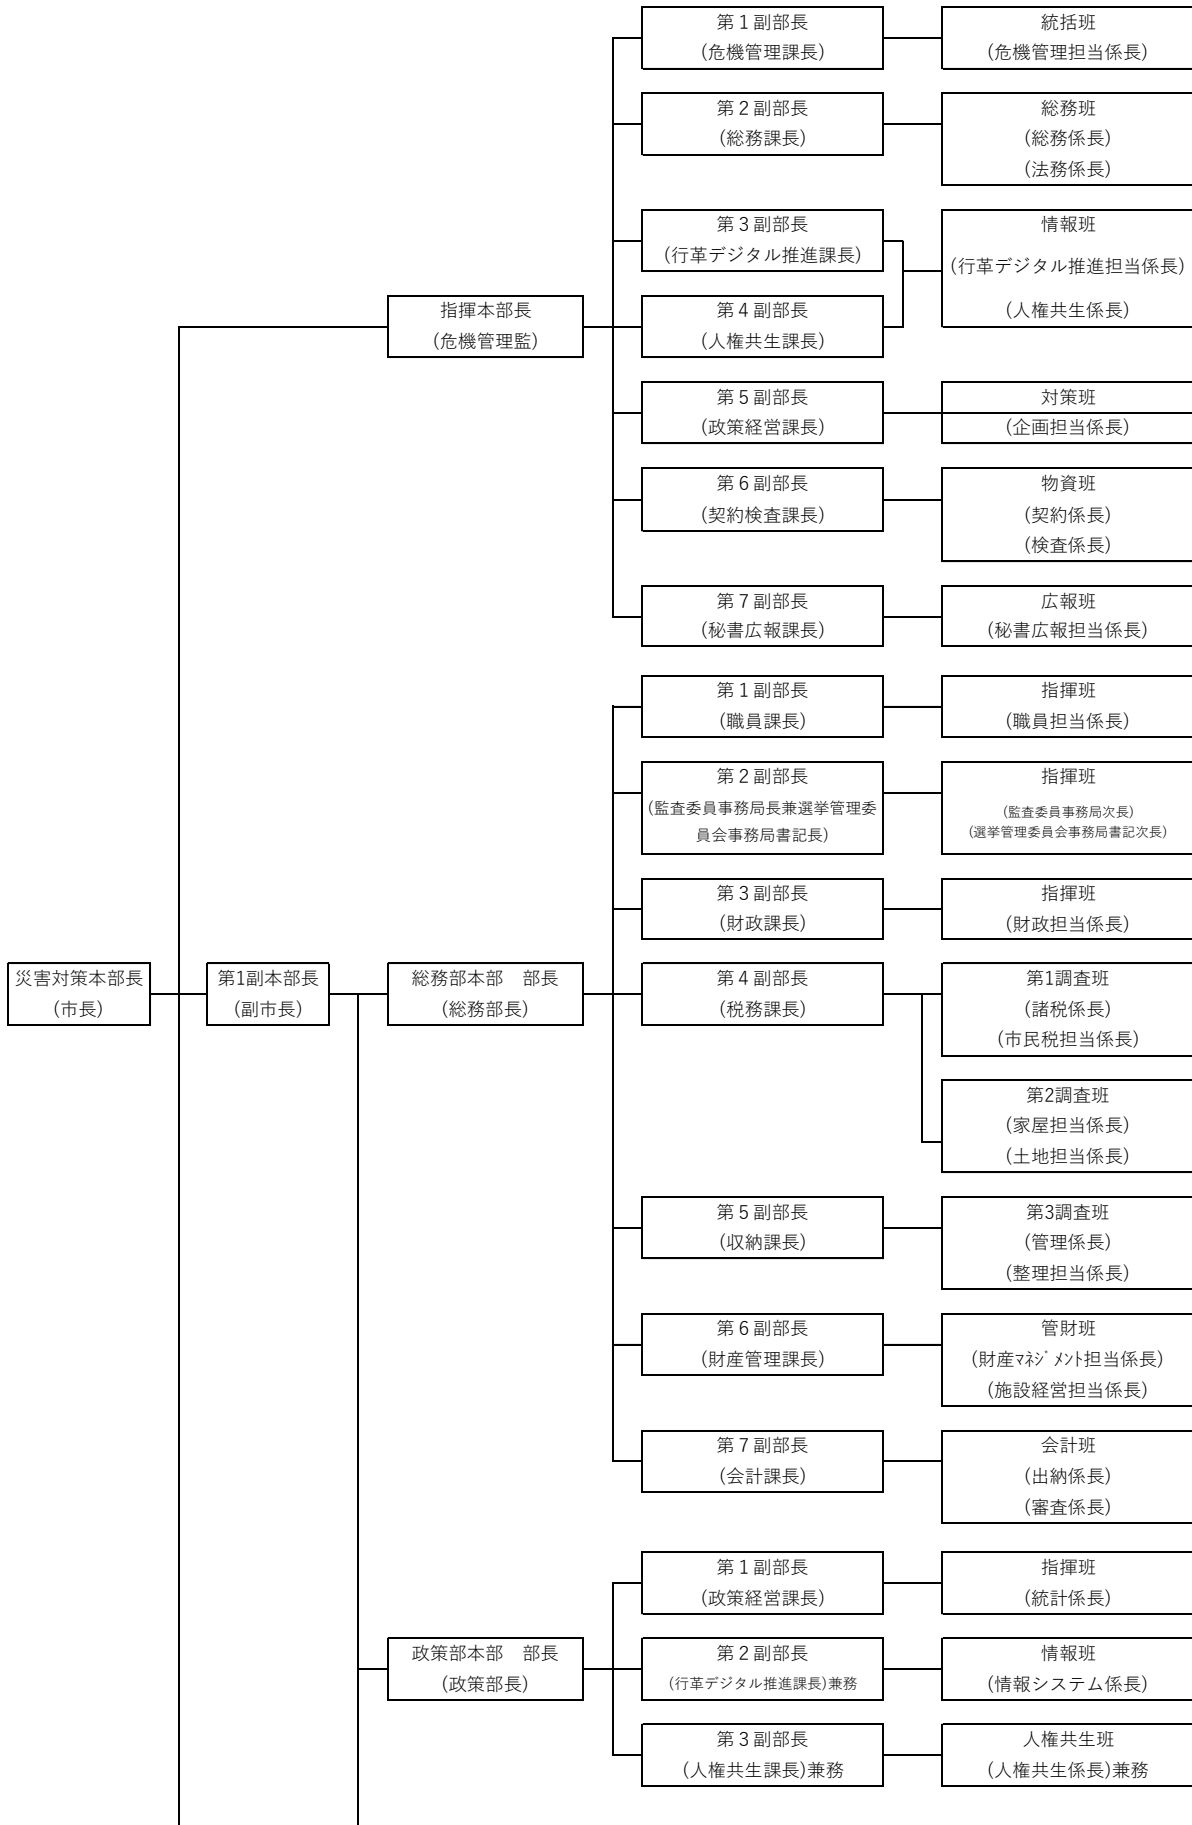 第１副部長
(危機管理課長)
統括班
(危機管理担当係長)
第２副部長
(総務課長)
総務班
(総務係長)
(法務係長)
第３副部長
(行革デジタル推進課長)
情報班
(行革デジタル推進担当係長)
(人権共生係長)
指揮本部長
(危機管理監)
第４副部長
(人権共生課長)
第５副部長
(政策経営課長)
対策班
(企画担当係長)
第６副部長
(契約検査課長)
物資班
(契約係長)
(検査係長)
第７副部長
(秘書広報課長)
広報班
(秘書広報担当係長)
第１副部長
(職員課長)
指揮班
(職員担当係長)
第２副部長
(監査委員事務局長兼選挙管理委
員会事務局書記長)
指揮班
(監査委員事務局次長)
(選挙管理委員会事務局書記次長)
第３副部長
(財政課長)
指揮班
(財政担当係長)
災害対策本部長
(市長)
第1副本部長
(副市長)
総務部本部　部長
(総務部長)
第４副部長
(税務課長)
第1調査班
(諸税係長)
(市民税担当係長)
第2調査班
(家屋担当係長)
(土地担当係長)
第５副部長
(収納課長)
第3調査班
(管理係長)
(整理担当係長)
第６副部長
(財産管理課長)
管財班
(財産ﾏﾈｼﾞﾒﾝﾄ担当係長)
(施設経営担当係長)
第７副部長
(会計課長)
会計班
(出納係長)
(審査係長)
第１副部長
(政策経営課長)
指揮班
(統計係長)
政策部本部　部長
(政策部長)
第２副部長
(行革デジタル推進課長)兼務
情報班
(情報システム係長)
第３副部長
(人権共生課長)兼務
人権共生班
(人権共生係長)兼務